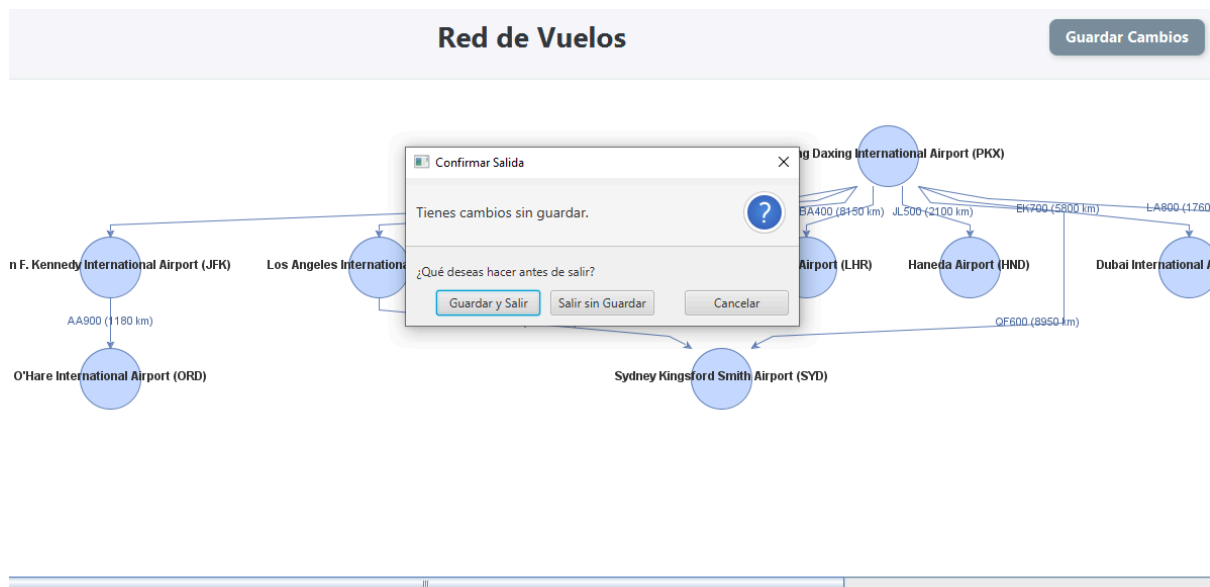 Red de Vuelos
Guardar Cambios
Confirmar Salida
Daxing International Airport (PKX)
Tienes cambios sin guardar.
BA400 (8150 km)
JL500 (2100 km)
EK700 (5800 km)
LA800 (1760
F. Kennedy International Airport (JFK)
Los Angeles
Airport (LHR)
Haneda Airport (HND)
Dubai International
¿Qué deseas hacer antes de salir?
Guardar y Salir
Salir sin Guardar
Cancelar
AA900 (1180 km)
QF600 (8950 km)
O'Hare International Airport (ORD)
Sydney Kingsford Smith Airport (SYD)